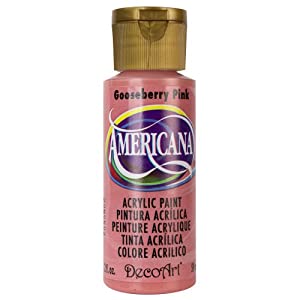 Gooseberry Pink
AMERICANA
ACRYLIC PAINT
PINTURA ACRÍLICA
PEINTURE ACRYLIQUE
TINTA ACRÍLICA
COLORE ACRILICO
DecoArt